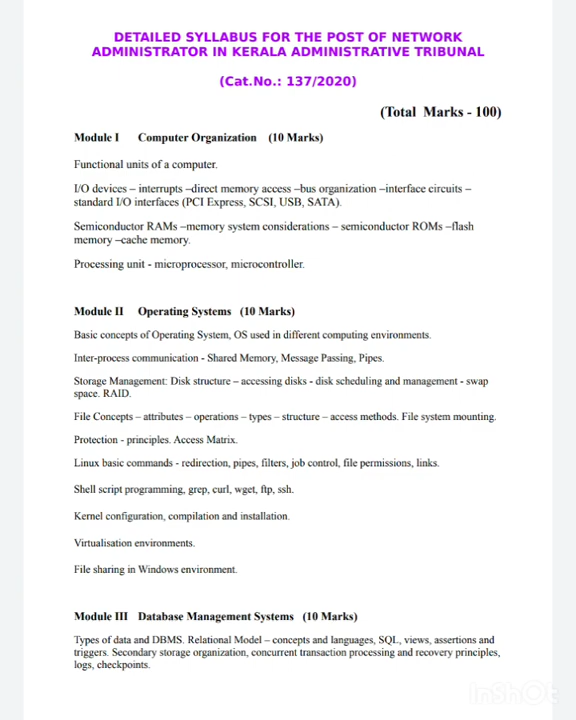 DETAILED SYLLABUS FOR THE POST OF NETWORK
ADMINISTRATOR IN KERALA ADMINISTRATIVE TRIBUNAL
(Cat.No.: 137/2020)
(Total Marks - 100)
Module I Computer Organization (10 Marks)
Functional units of a computer.
I/O devices – interrupts –direct memory access –bus organization –interface circuits –
standard I/O interfaces (PCI Express, SCSI, USB, SATA).
Semiconductor RAMs –memory system considerations – semiconductor ROMs –flash
memory –cache memory.
Processing unit - microprocessor, microcontroller.
Module II Operating Systems (10 Marks)
Basic concepts of Operating System, OS used in different computing environments.
Inter-process communication - Shared Memory, Message Passing, Pipes.
Storage Management: Disk structure – accessing disks - disk scheduling and management - swap
space. RAID.
File Concepts – attributes – operations – types – structure – access methods. File system mounting.
Protection - principles. Access Matrix.
Linux basic commands - redirection, pipes, filters, job control, file permissions, links.
Shell script programming, grep, curl, wget, ftp, ssh.
Kernel configuration, compilation and installation.
Virtualisation environments.
File sharing in Windows environment.
Module III Database Management Systems (10 Marks)
Types of data and DBMS. Relational Model – concepts and languages, SQL, views, assertions and
triggers. Secondary storage organization, concurrent transaction processing and recovery principles,
logs, checkpoints.
InShOt